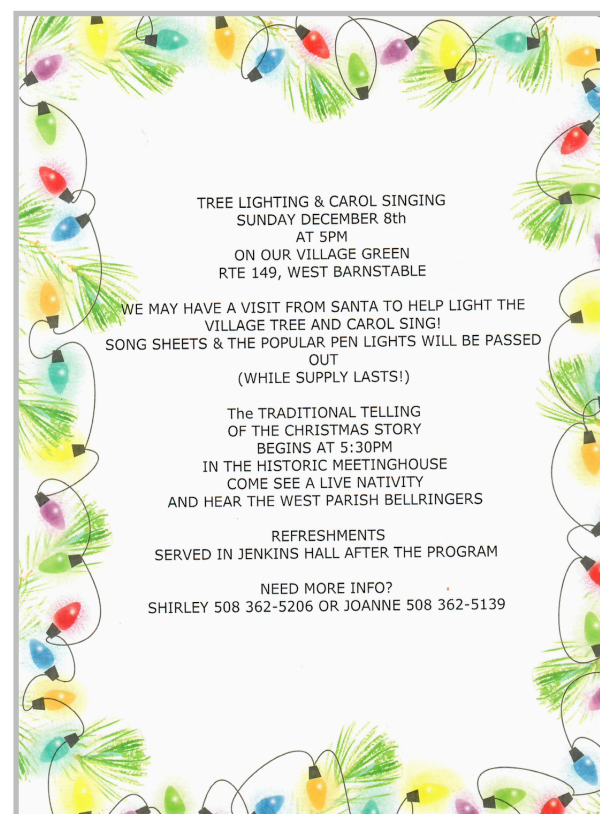 TREE LIGHTING & CAROL SINGING
SUNDAY DECEMBER 8th
AT 5PM
ON OUR VILLAGE GREEN
RTE 149, WEST BARNSTABLE
WE MAY HAVE A VISIT FROM SANTA TO HELP LIGHT THE
VILLAGE TREE AND CAROL SING!
SONG SHEETS & THE POPULAR PEN LIGHTS WILL BE PASSED
OUT
(WHILE SUPPLY LASTS!)
The TRADITIONAL TELLING
OF THE CHRISTMAS STORY
BEGINS AT 5:30PM
IN THE HISTORIC MEETINGHOUSE
COME SEE A LIVE NATIVITY
AND HEAR THE WEST PARISH BELLRINGERS
REFRESHMENTS
SERVED IN JENKINS HALL AFTER THE PROGRAM
NEED MORE INFO?
SHIRLEY 508 362-5206 OR JOANNE 508 362-5139